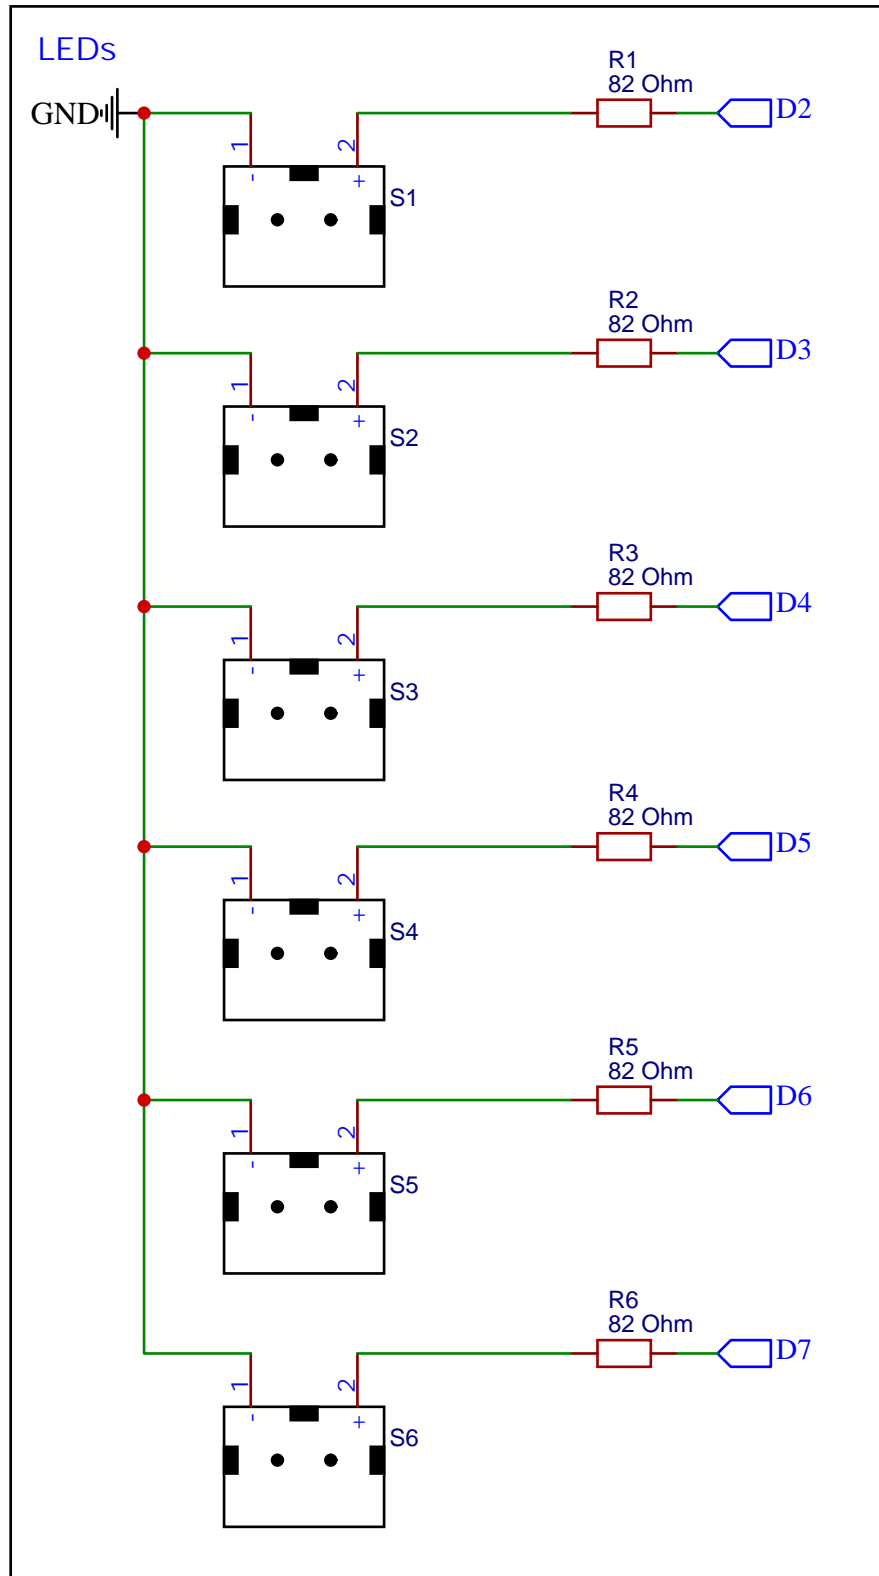 LEDs
GND
R1
82 Ohm
D2
1
2
-
+
S1
R2
82 Ohm
D3
1
2
-
+
S2
R3
82 Ohm
D4
1
2
-
+
S3
R4
82 Ohm
D5
1
2
-
+
S4
R5
82 Ohm
D6
1
2
-
+
S5
R6
82 Ohm
D7
1
2
-
+
S6